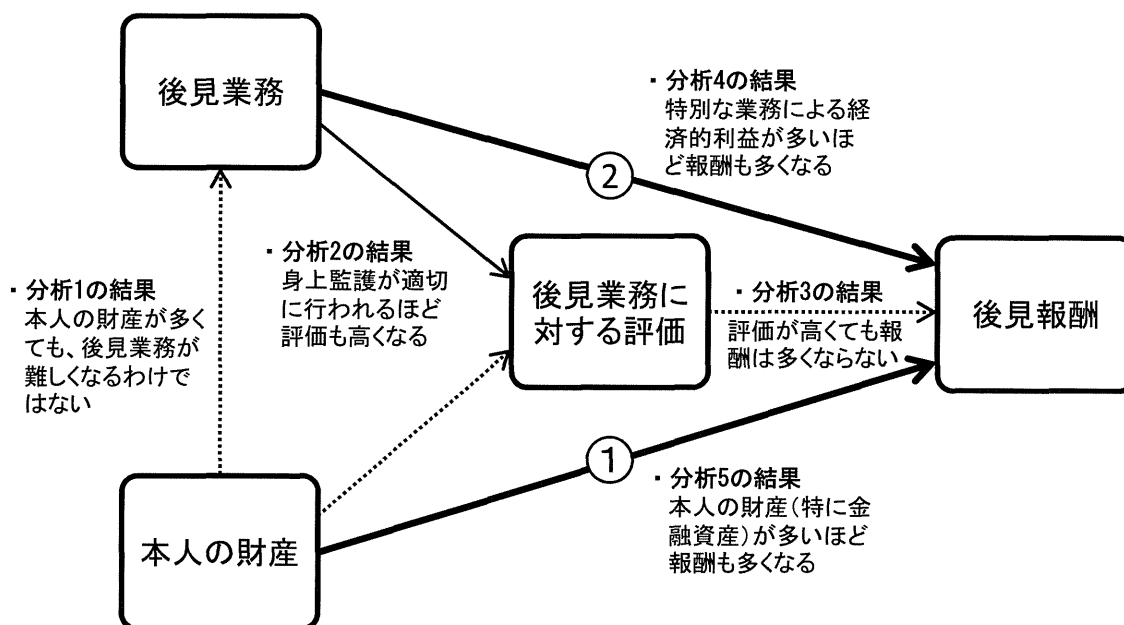 後見業務
・分析4の結果
特別な業務による経
済的利益が多いほ
ど報酬も多くなる
②
・分析1の結果
本人の財産が多く
ても、後見業務が
難しくなるわけで
はない
・分析2の結果
身上監護が適切
に行われるほど
評価も高くなる
後見業務に
対する評価
・分析3の結果
評価が高くても報
酬は多くならない
後見報酬
①
・分析5の結果
本人の財産（特に金
融資産）が多いほど
報酬も多くなる
本人の財産